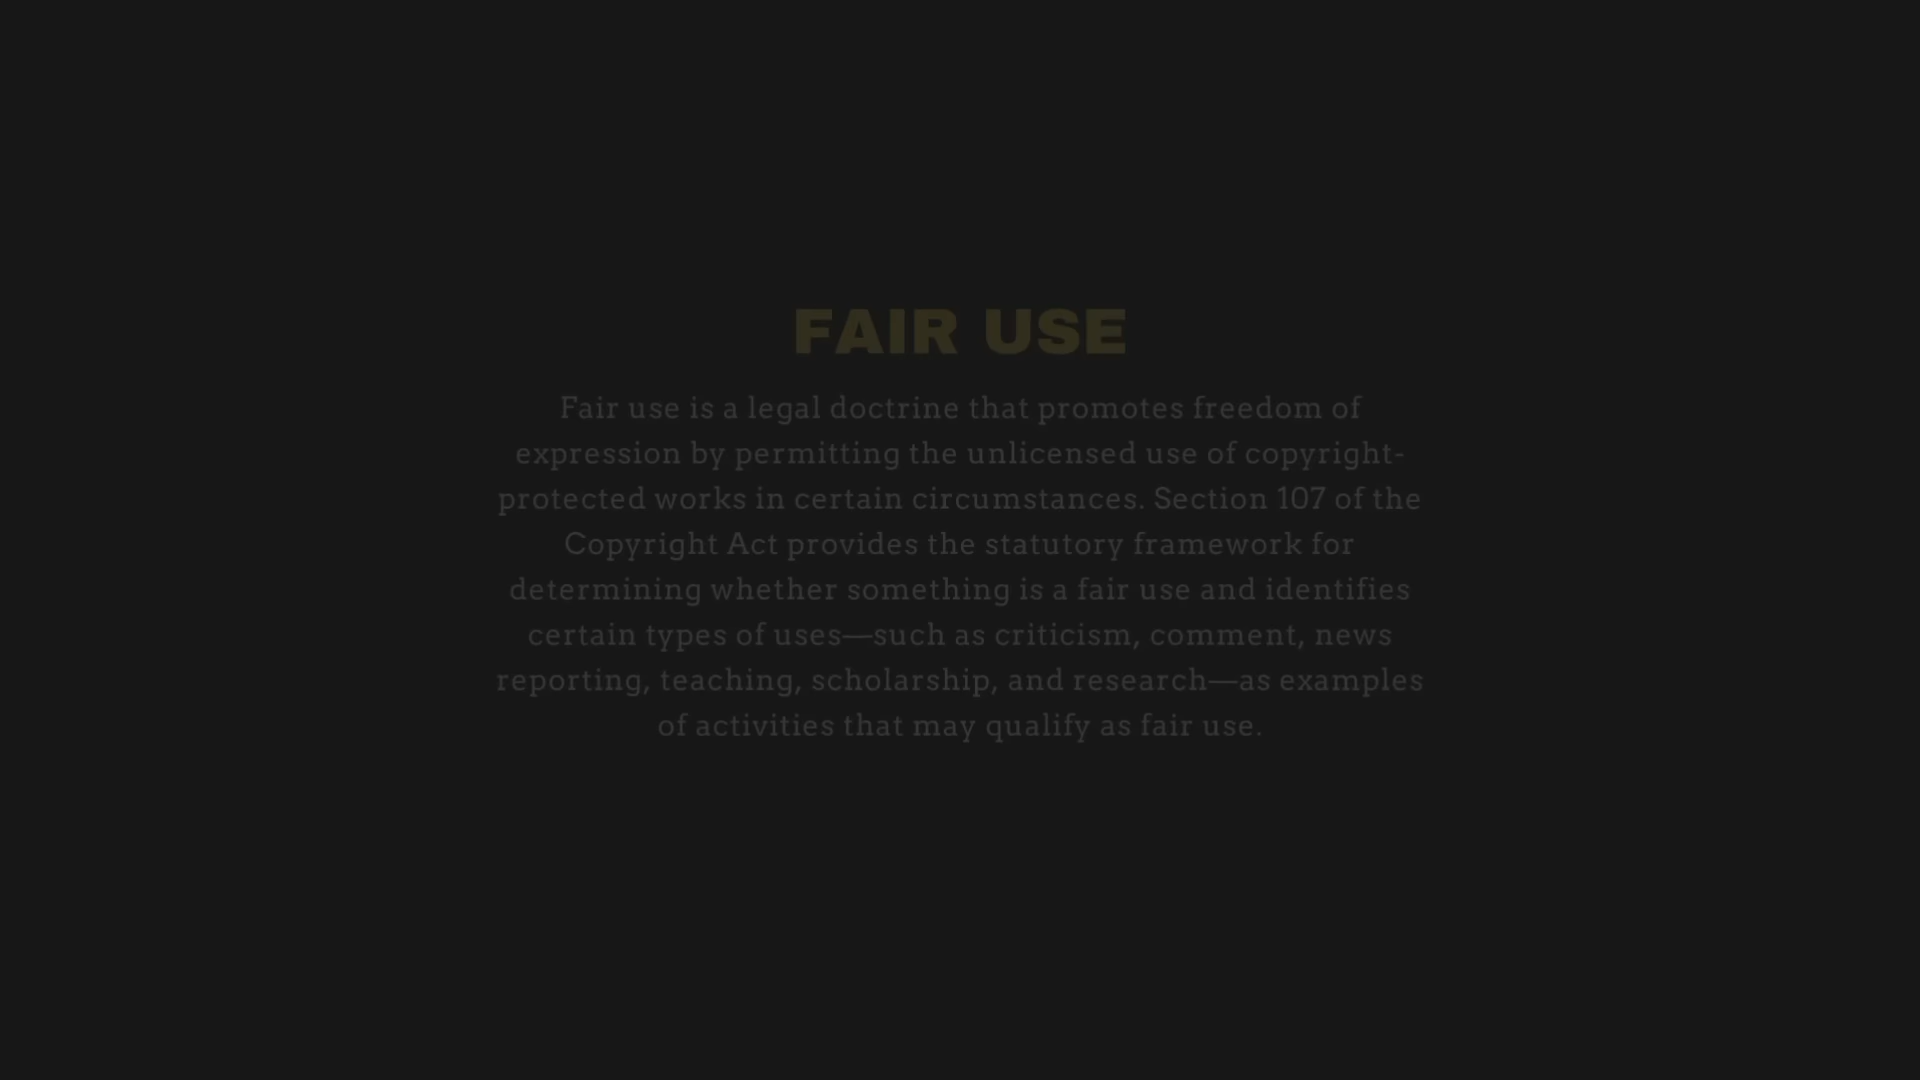 FAIR USE
Fair use is a legal doctrine that promotes freedom of
expression by permitting the unlicensed use of copyright-
protected works in certain circumstances. Section 107 of the
Copyright Act provides the statutory framework for
determining whether something is a fair use and identifies
certain types of uses—such as criticism, comment, news
reporting, teaching, scholarship, and research—as examples
of activities that may qualify as fair use.